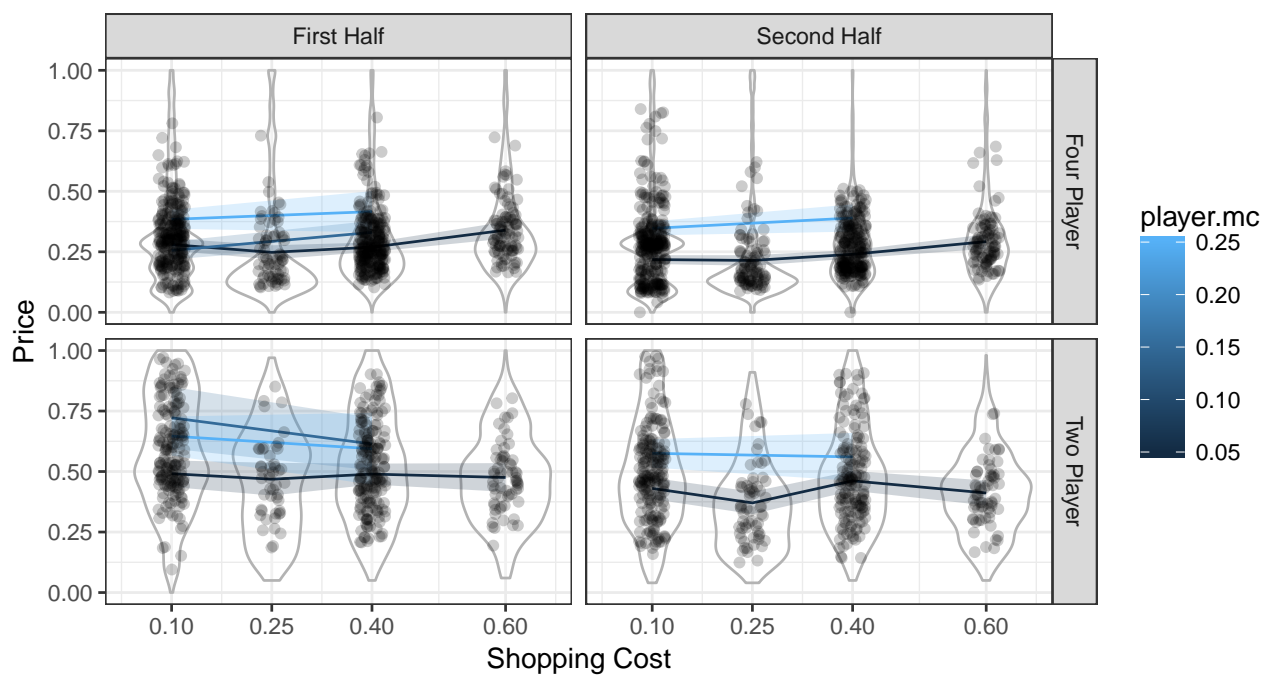 First Half
Second Half
1.00
0.75
0.50
0.25
0.00
Four Player
Price
1.00
0.75
0.50
0.25
0.00
Two Player
0.10 0.25 0.40 0.60
0.10 0.25 0.40 0.60
Shopping Cost
player.mc
0.25
0.20
0.15
0.10
0.05